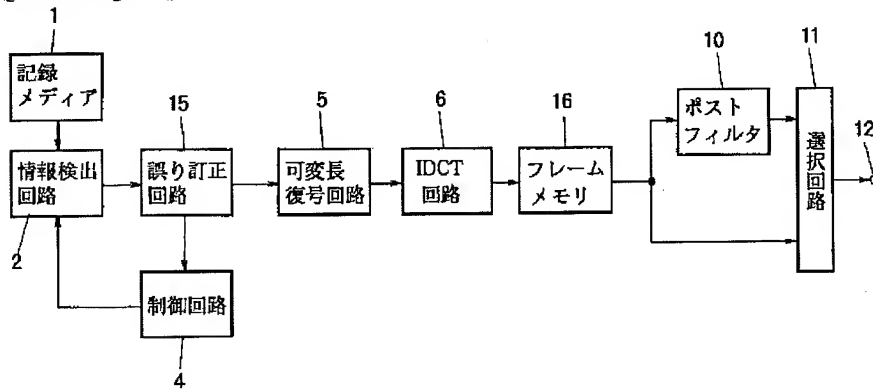 1
記録
メディア
情報検出
回路
2
15
誤り訂正
回路
制御回路
4
5
可変長
復号回路
6
IDCT
回路
16
フレーム
メモリ
10
ポスト
フィルタ
11
選択回路
12